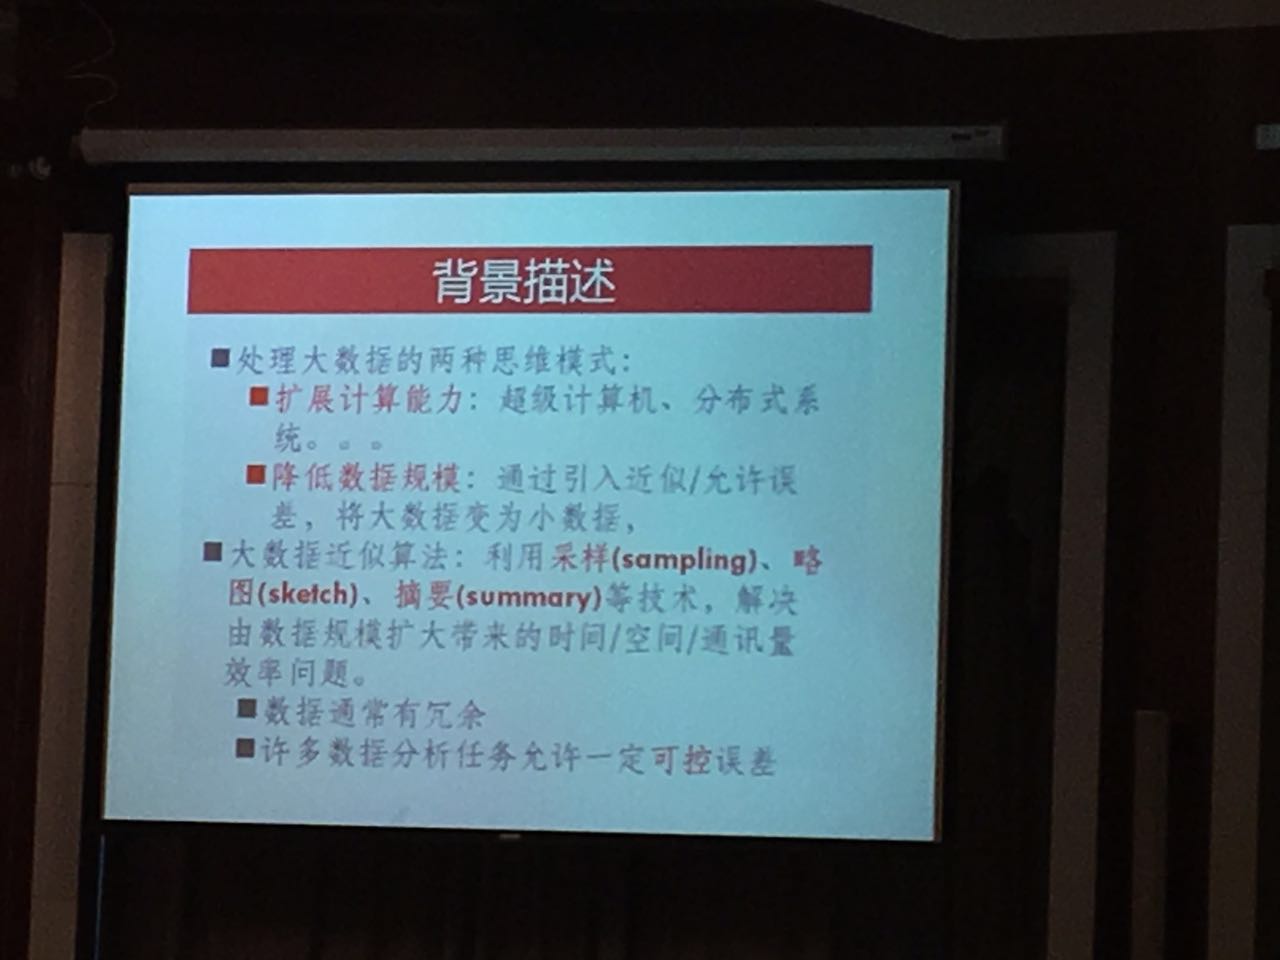 背景描述
■处理大数据的两种思维模式：
■扩展计算能力：超级计算机、分布式系
统。。。
■降低数据规模：通过引入近似/允许误
差，将大数据变为小数据，
■大数据近似算法：利用采样(sampling)、略
图(sketch)、摘要(summary)等技术，解决
由数据规模扩大带来的时间/空间/通讯量
效率问题。
■数据通常有冗余
■许多数据分析任务允许一定可控误差